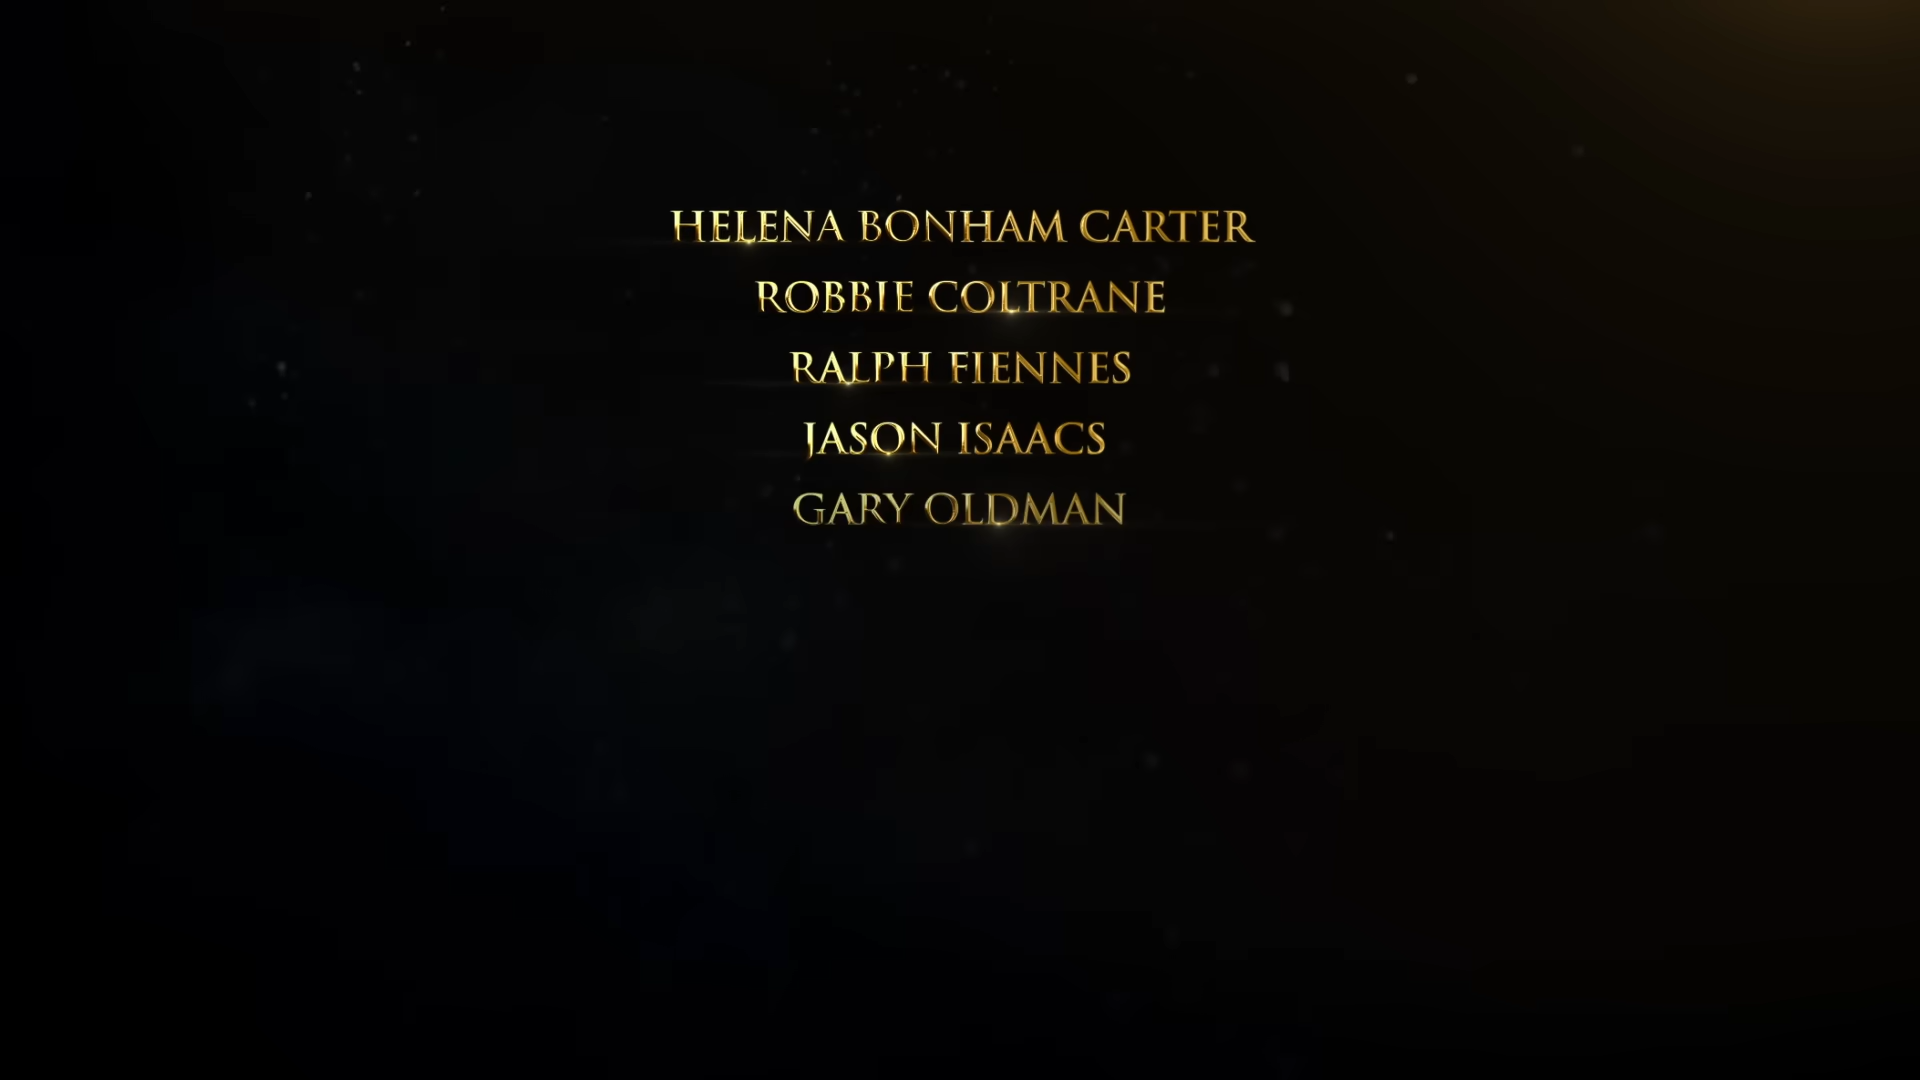 HELENA BONHAM CARTER
ROBBIE COLTRANE
RALPH FIENNES
JASON ISAACS
GARY OLDMAN